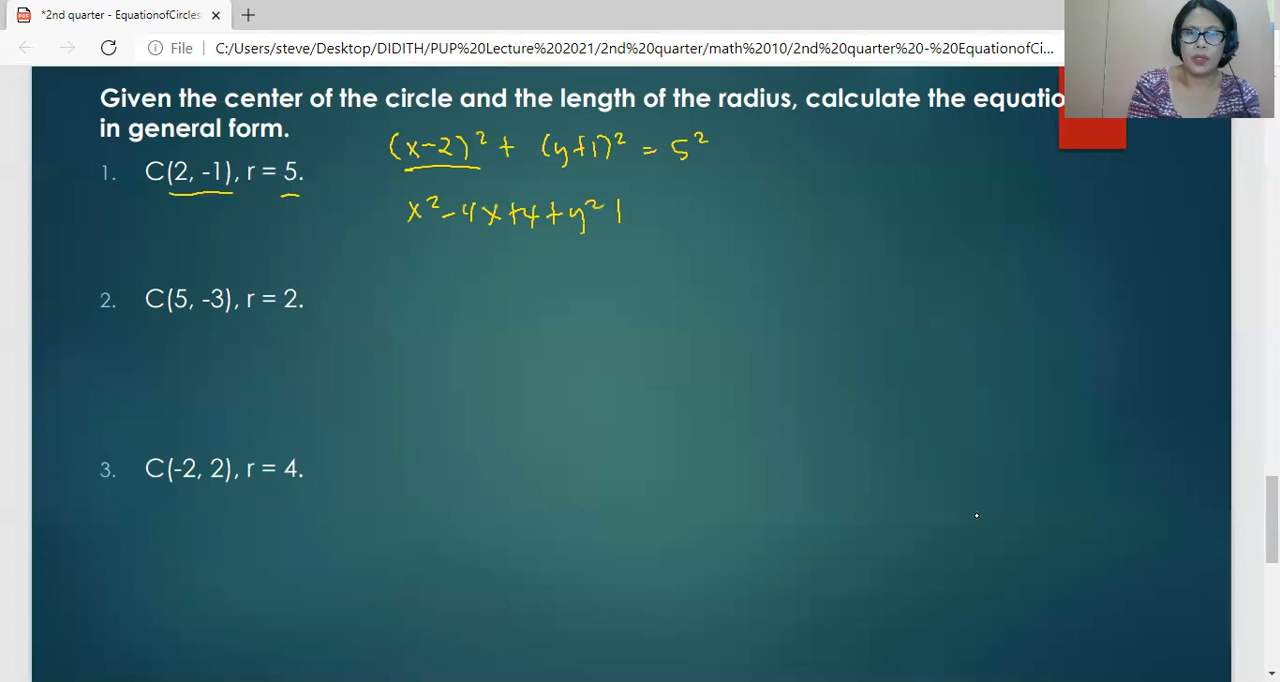 *2nd quarter - EquationofCircles
File C:/Users/steve/Desktop/DIDITH/PUP%20Lecture%202021/2nd%20quarter/math%2010/2nd%20quarter%20-%20EquationofCi...
Given the center of the circle and the length of the radius, calculate the equatio
in general form.
(x-2)² + (y+1)² = 5²
1. C(2, -1), r = 5.
x² - 4x + 4 + y² |
2. C(5, -3), r = 2.
3. C(-2, 2), r = 4.